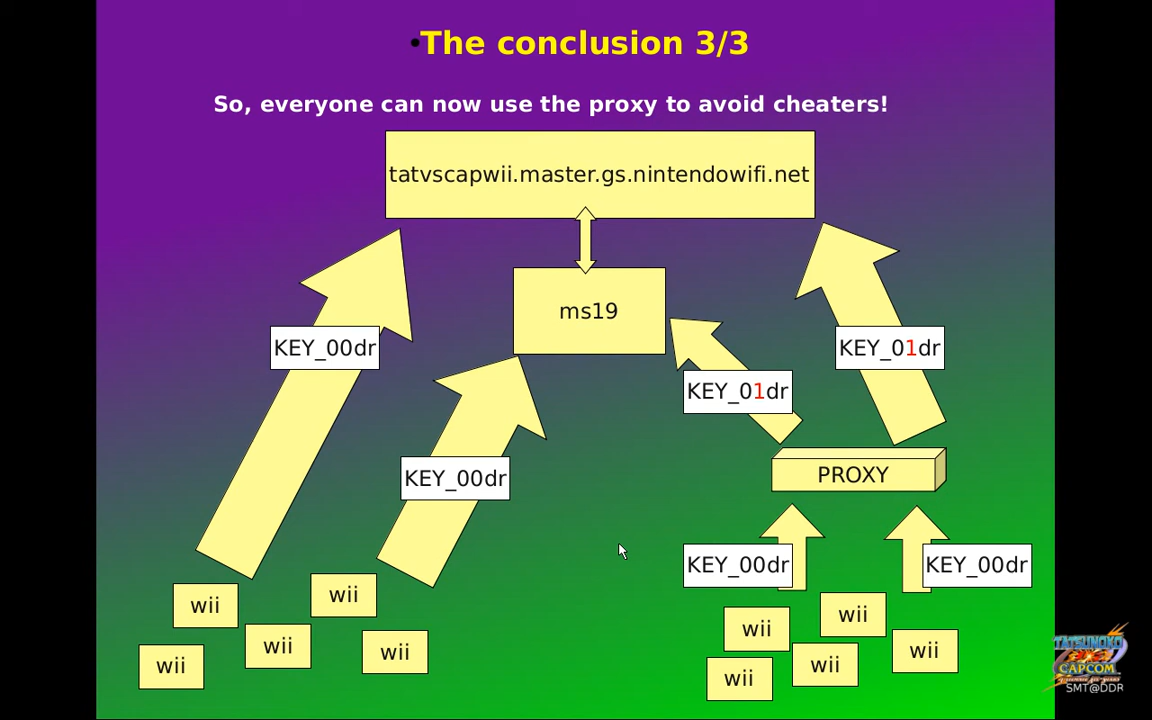 •The conclusion 3/3
So, everyone can now use the proxy to avoid cheaters!
tatvscapwii.master.gs.nintendowifi.net
ms19
KEY_00dr
KEY_01dr
KEY_01dr
KEY_00dr
PROXY
KEY_00dr
KEY_00dr
wii
wii
wii
wii
wii
wii
wii
wii
wii
wii
TATSUNOKO
VS
CAPCOM
SMT@DDR